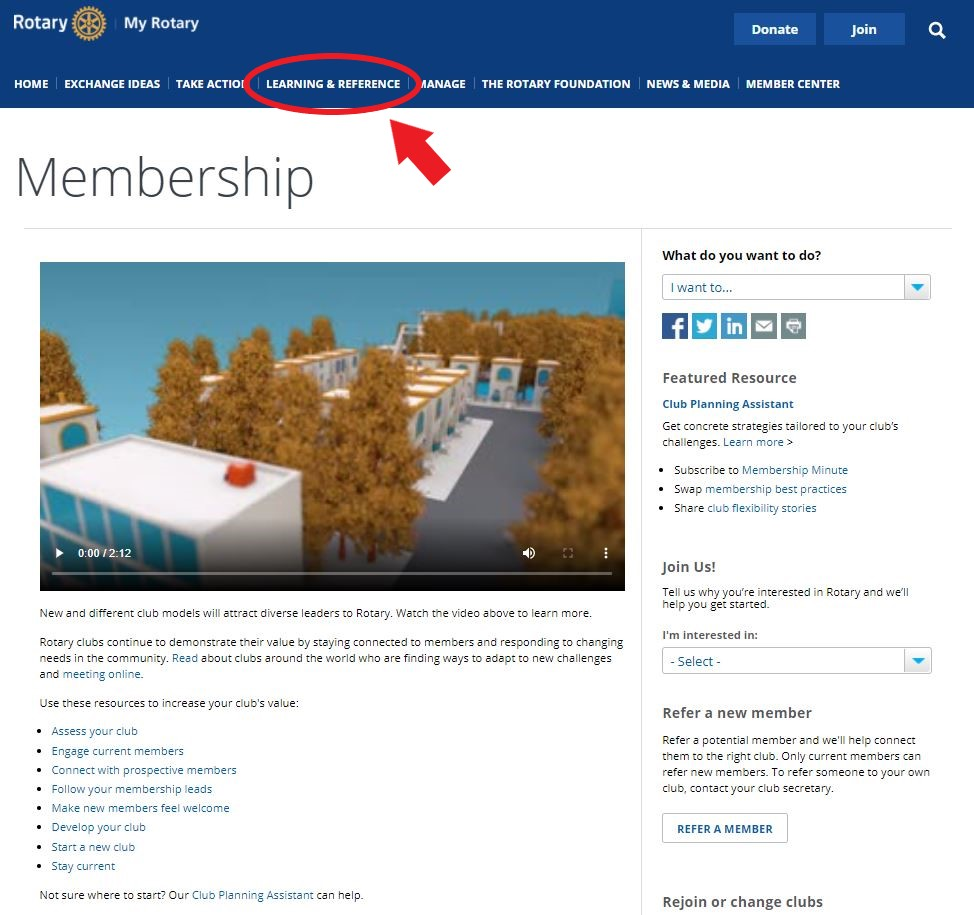 Rotary | My Rotary
Donate
Join
HOME
EXCHANGE IDEAS
TAKE ACTION
LEARNING & REFERENCE
MANAGE
THE ROTARY FOUNDATION
NEWS & MEDIA
MEMBER CENTER
Membership
0:00 / 2:12
New and different club models will attract diverse leaders to Rotary. Watch the video above to learn more.
Rotary clubs continue to demonstrate their value by staying connected to members and responding to changing
needs in the community. Read about clubs around the world who are finding ways to adapt to new challenges
and meeting online.
Use these resources to increase your club's value:
Assess your club
Engage current members
Connect with prospective members
Follow your membership leads
Make new members feel welcome
Develop your club
Start a new club
Stay current
Not sure where to start? Our Club Planning Assistant can help.
What do you want to do?
I want to...
Featured Resource
Club Planning Assistant
Get concrete strategies tailored to your club's
challenges. Learn more >
Subscribe to Membership Minute
Swap membership best practices
Share club flexibility stories
Join Us!
Tell us why you're interested in Rotary and we'll
help you get started.
I'm interested in:
- Select -
Refer a new member
Refer a potential member and we'll help connect
them to the right club. Only current members can
refer new members. To refer someone to your own
club, contact your club secretary.
REFER A MEMBER
Rejoin or change clubs